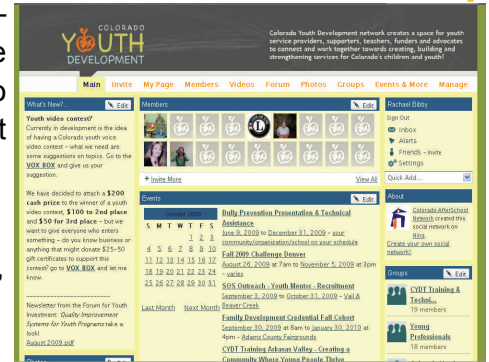 COLORADO
YOUTH
DEVELOPMENT
Colorado Youth Development network creates a space for youth
service providers, supporters, teachers, funders and advocates
to connect and work together towards creating, building and
strengthening services for Colorado's children and youth!
Main Invite My Page Members Videos Forum Photos Groups Events & More Manage
What's New?... Edit
Youth video contest?
Currently in development is the idea
of having a Colorado youth voice
video contest - what we need are
some suggestions on topics. Go to the
VOX BOX and give us your
suggestion.
We have decided to attach a $200
cash prize to the winner of a youth
video contest, $100 to 2nd place
and $50 for 3rd place - but we
want to give everyone who enters
something - do you know business or
anything that might donate $25-50
gift certificates to support this
contest? go to VOX BOX and let me
know.
Newsletter from the Forum for Youth
Investment: Quality Improvement
Systems for Youth Programs take a
look!
August 2009 pdf
Photos
Members Edit
+ Invite More View All
Events Edit
October 2009
S M T W T F S
1 2 3
4 5 6 7 8 9 10
11 12 13 14 15 16 17
18 19 20 21 22 23 24
25 26 27 28 29 30 31
Last Month Next Month
Bully Prevention Presentation & Technical
Assistance
June 9, 2009 to December 31, 2009 - your
community/organization/school on your schedule
Fall 2009 Challenge Denver
August 26, 2009 at 7am to November 5, 2009 at 3pm
- varies
SOS Outreach - Youth Mentor - Recruitment
September 3, 2009 to October 31, 2009 - Vail &
Beaver Creek
Family Development Credential Fall Cohort
September 30, 2009 at 8am to January 30, 2010 at
4pm - Adams County Fairgrounds
CYDT Training Arkasas Valley - Creating a
Community Where Young People Thrive
Rachael Bibby
Sign Out
Inbox
Alerts
Friends - Invite
Settings
Quick Add...
About
Colorado AfterSchool
Network created this
social network on
Ning.
Create your own social
network!
Groups Edit
CYDT Training &
Techni...
19 members
Young
Professionals
18 members